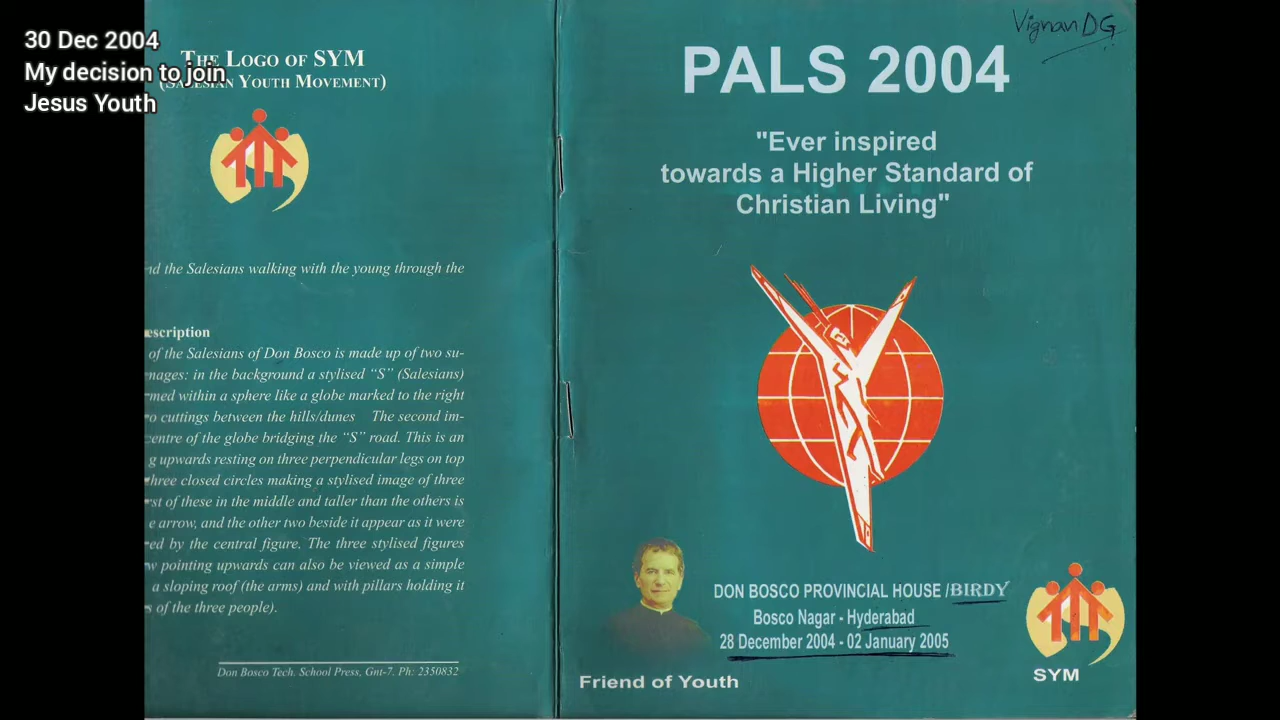 30 Dec 2004
My decision to join
Jesus Youth
THE LOGO OF SYM
(SALESIAN YOUTH MOVEMENT)
the Salesians walking with the young through the
of the Salesians of Don Bosco is made up of two su-
in the background a stylised “S” (Salesians)
within a sphere like a globe marked to the right
cuttings between the hills/dunes The second im-
of the globe bridging the “S” road. This is an
upwards resting on three perpendicular legs on top
three closed circles making a stylised image of three
of these in the middle and taller than the others is
arrow, and the other two beside it appear as it were
by the central figure. The three stylised figures
pointing upwards can also be viewed as a simple
a sloping roof (the arms) and with pillars holding it
of the three people).
Don Bosco Tech. School Press, Gnt-7. Ph: 2350832
Vignan DG
PALS 2004
"Ever inspired
towards a Higher Standard of
Christian Living"
DON BOSCO PROVINCIAL HOUSE /BIRDY
Bosco Nagar - Hyderabad
28 December 2004 - 02 January 2005
Friend of Youth
SYM